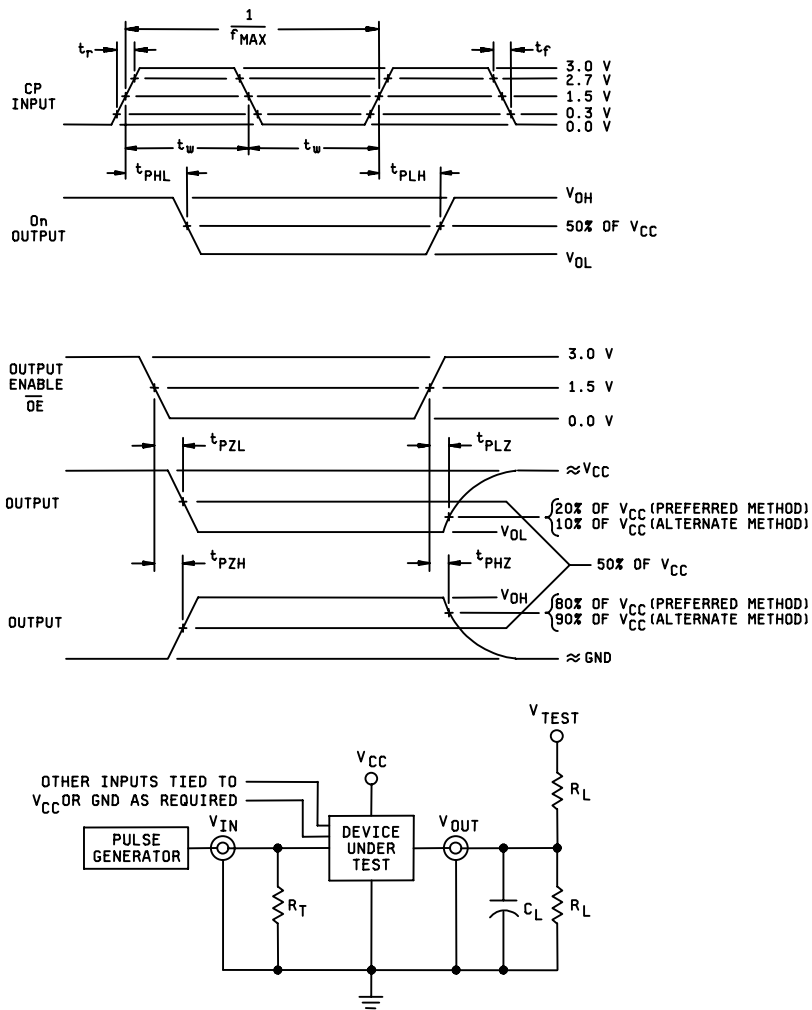 1
fMAX
tr
tf
CP
INPUT
3.0 V
2.7 V
1.5 V
0.3 V
0.0 V
tw
tw
tPHL
tPLH
On
OUTPUT
VOH
50% OF VCC
VOL
OUTPUT
ENABLE
OE
3.0 V
1.5 V
0.0 V
tPZL
tPLZ
OUTPUT
≈VCC
20% OF VCC (PREFERRED METHOD)
10% OF VCC (ALTERNATE METHOD)
VOL
tPZH
tPHZ
50% OF VCC
OUTPUT
VOH
80% OF VCC (PREFERRED METHOD)
90% OF VCC (ALTERNATE METHOD)
≈ GND
VTEST
VCC
RL
OTHER INPUTS TIED TO
VCC OR GND AS REQUIRED
VIN
VOUT
PULSE
GENERATOR
DEVICE
UNDER
TEST
RT
CL
RL